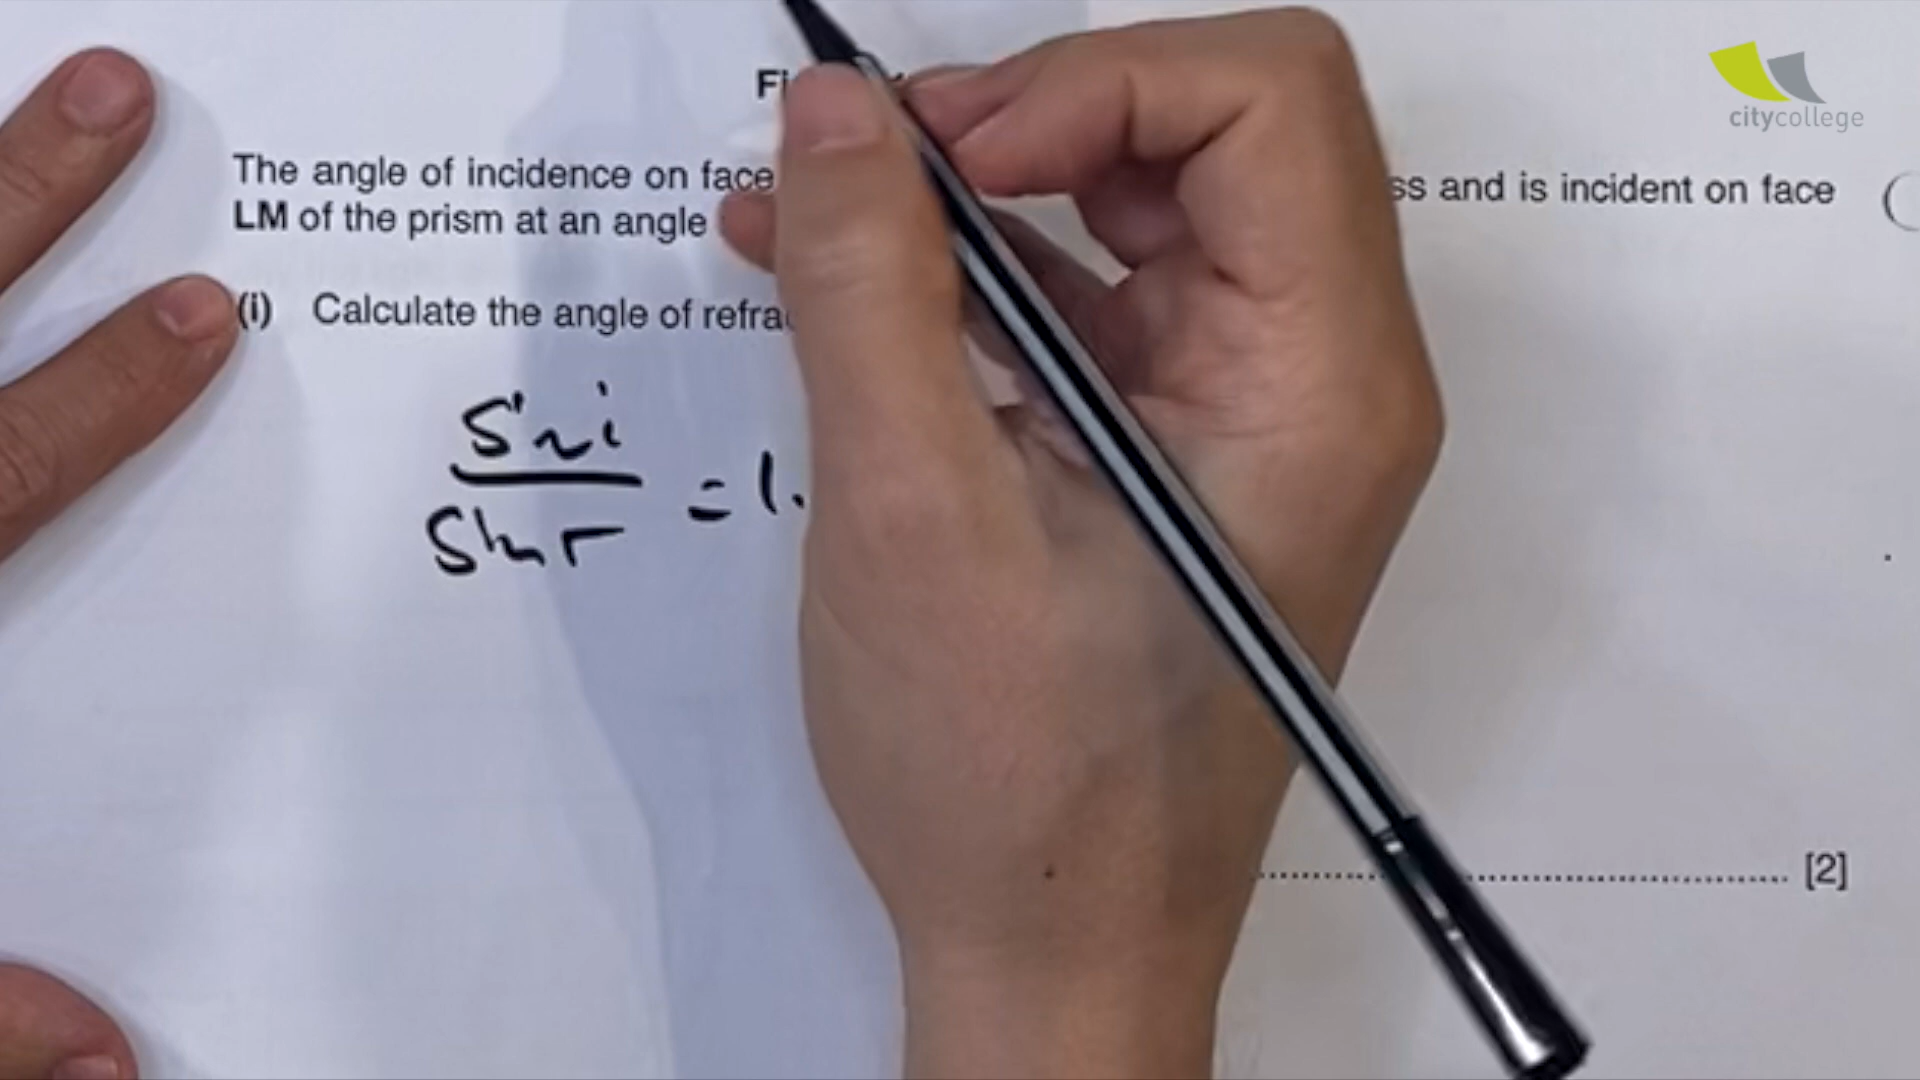 citycollege
The angle of incidence on face ss and is incident on face
LM of the prism at an angle
(i) Calculate the angle of refra
sin i
sin r
= 1.
[2]